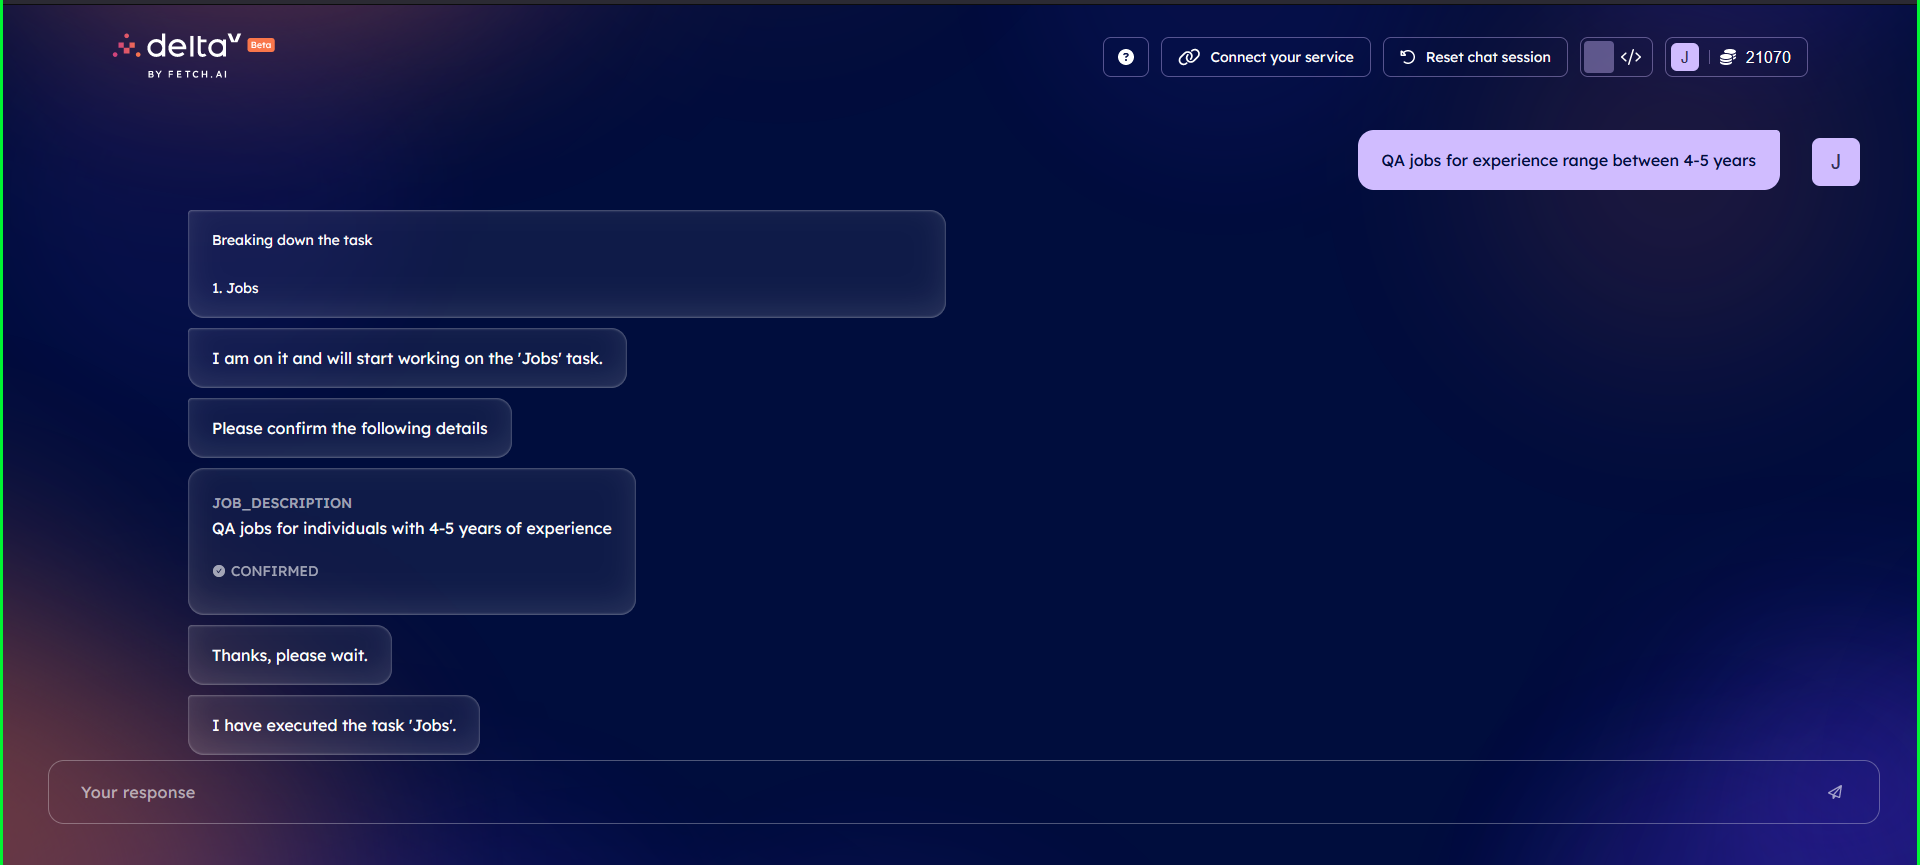 deltaV Beta
BY FETCH.AI
?
Connect your service
Reset chat session
</>
J
21070
QA jobs for experience range between 4-5 years
J
Breaking down the task
1. Jobs
I am on it and will start working on the 'Jobs' task.
Please confirm the following details
JOB_DESCRIPTION
QA jobs for individuals with 4-5 years of experience
CONFIRMED
Thanks, please wait.
I have executed the task 'Jobs'.
Your response